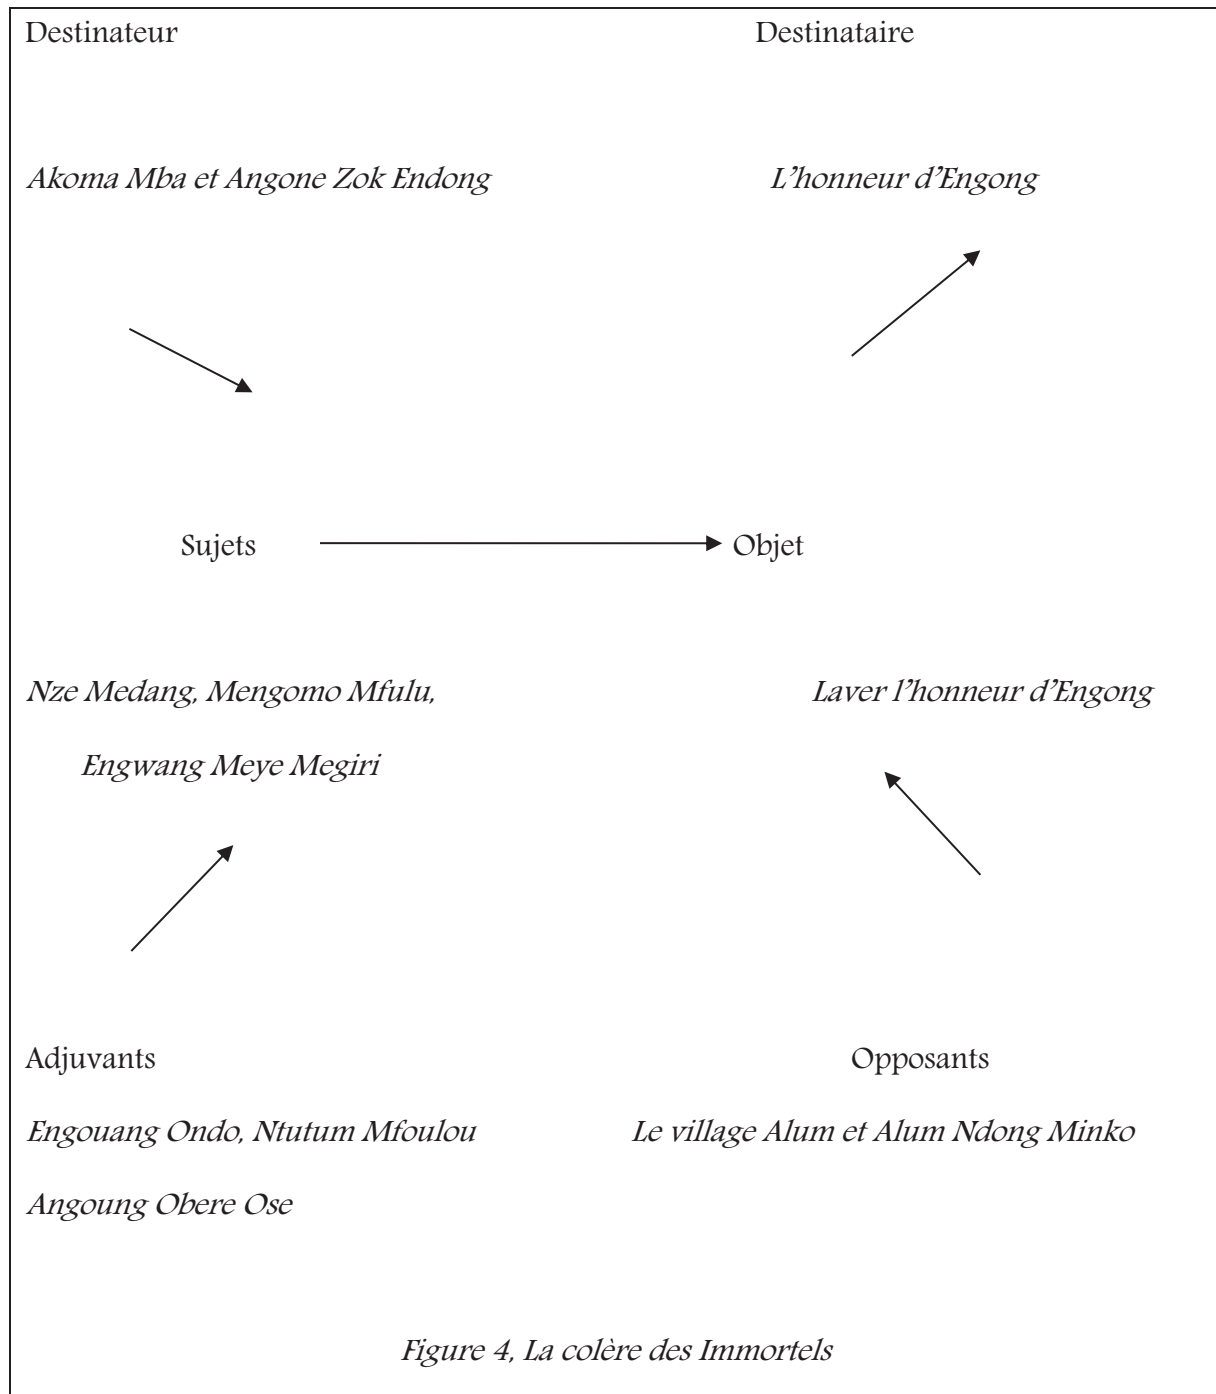 Destinateur Destinataire
Akoma Mba et Angone Zok Endong L’honneur d’Engong
Sujets Objet
Nze Medang, Mengomo Mfulu, Laver l’honneur d’Engong
Engwang Meye Megiri
Adjuvants Opposants
Engouang Ondo, Ntutum Mfoulou Le village Alum et Alum Ndong Minko
Angoung Obere Ose
Figure 4, La colère des Immortels